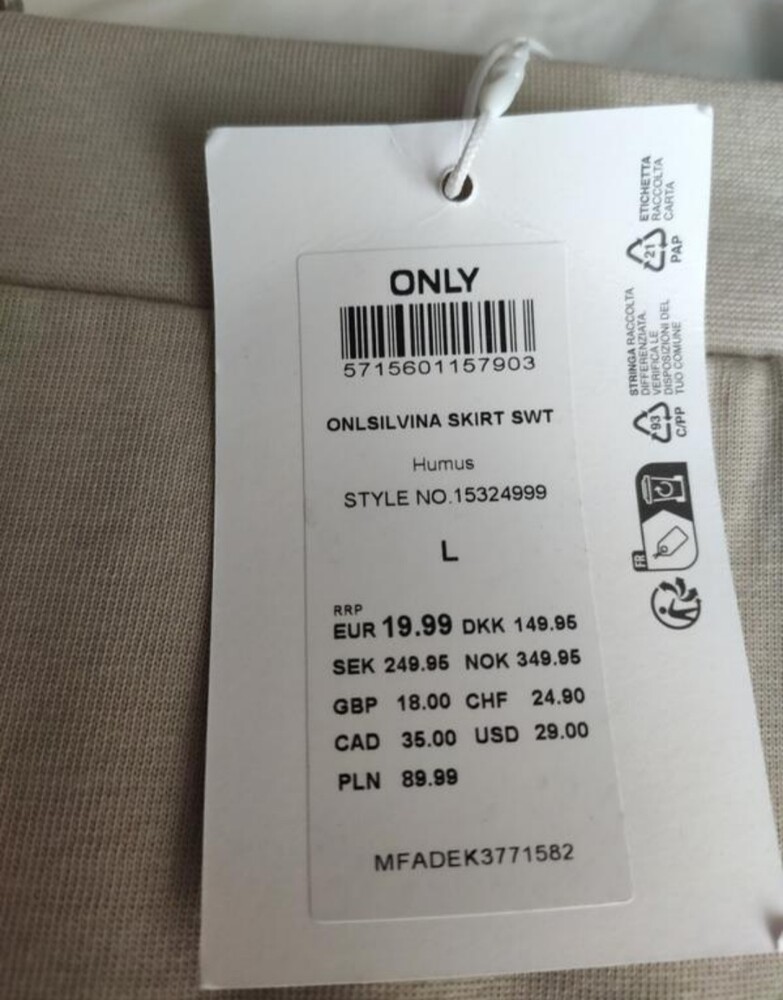 ONLY
5715601157903
ONLSILVINA SKIRT SWT
Humus
STYLE NO.15324999
L
RRP
EUR 19.99 DKK 149.95
SEK 249.95 NOK 349.95
GBP 18.00 CHF 24.90
CAD 35.00 USD 29.00
PLN 89.99
MFADEK3771582
ETICHETTA
RACCOLTA
CARTA
21
PAP
STRINGA RACCOLTA
DIFFERENZIATA.
VERIFICA LE
DISPOSIZIONI DEL
TUO COMUNE
93
C/PP
FR